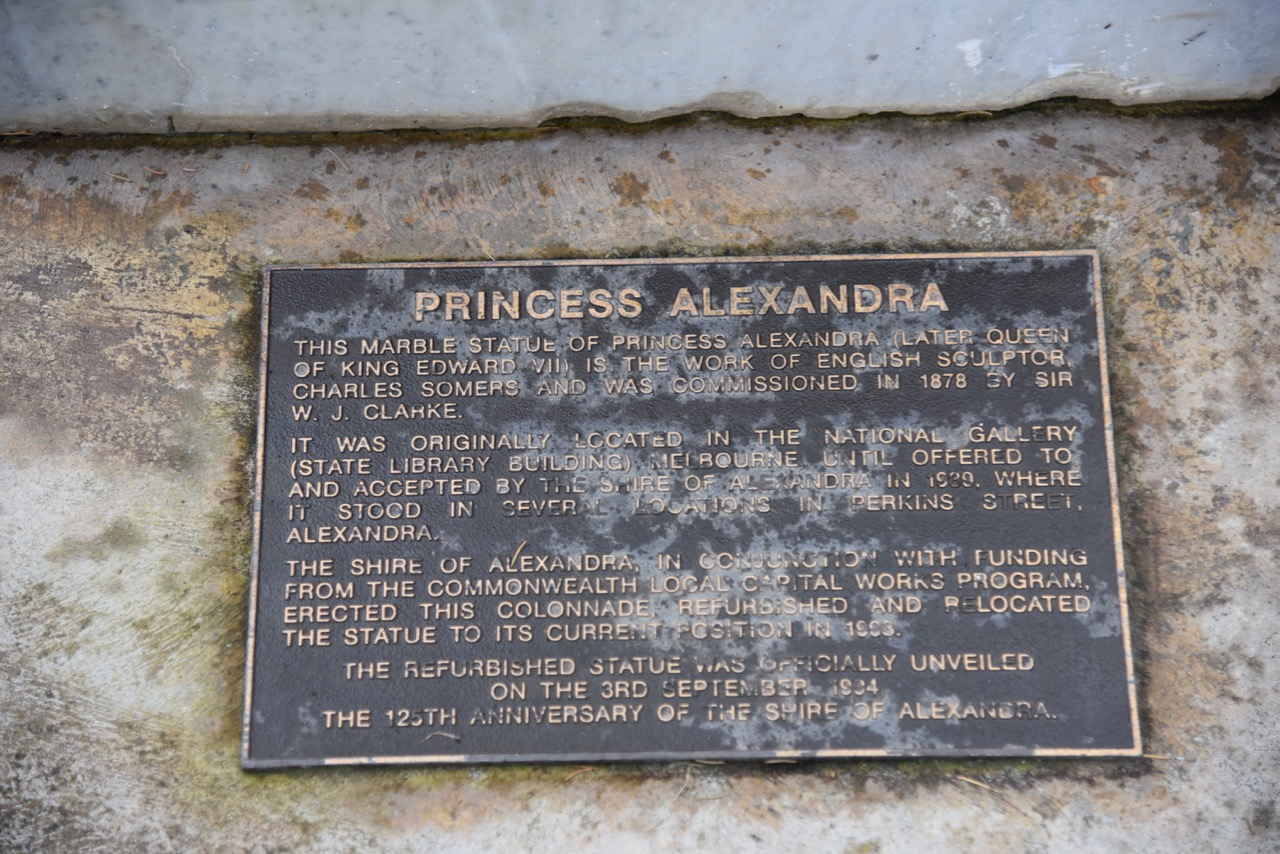 PRINCESS ALEXANDRA
THIS MARBLE STATUE OF PRINCESS ALEXANDRA (LATER QUEEN
OF KING EDWARD VII) IS THE WORK OF ENGLISH SCULPTOR,
CHARLES SOMERS AND WAS COMMISSIONED IN 1878 BY SIR
W. J. CLARKE.
IT WAS ORIGINALLY LOCATED IN THE NATIONAL GALLERY
(STATE LIBRARY BUILDING) MELBOURNE UNTIL OFFERED TO
AND ACCEPTED BY THE SHIRE OF ALEXANDRA IN 1939, WHERE
IT STOOD IN SEVERAL LOCATIONS IN PERKINS STREET,
ALEXANDRA.
THE SHIRE OF ALEXANDRA, IN CONJUNCTION WITH FUNDING
FROM THE COMMONWEALTH LOCAL CAPITAL WORKS PROGRAM,
ERECTED THIS COLONNADE, REFURBISHED AND RELOCATED
THE STATUE TO ITS CURRENT POSITION IN 1993.
THE REFURBISHED STATUE WAS OFFICIALLY UNVEILED
ON THE 3RD SEPTEMBER 1994
THE 125TH ANNIVERSARY OF THE SHIRE OF ALEXANDRA.